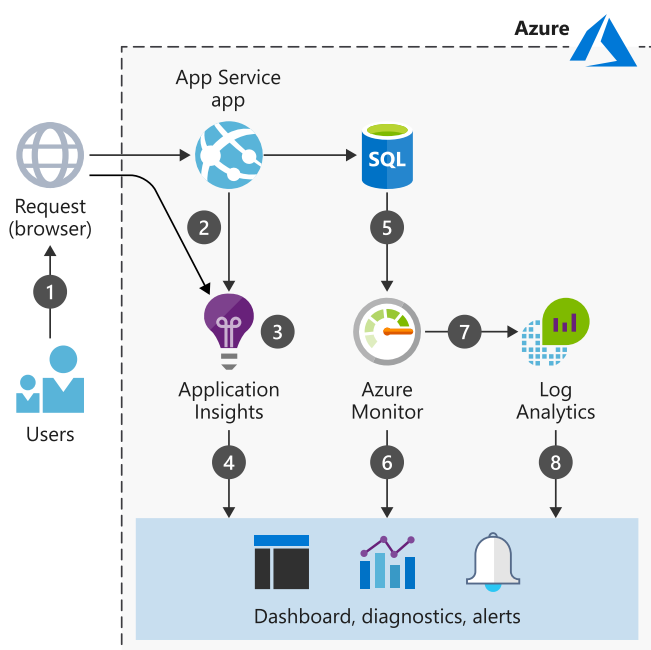 Azure
App Service
app
SQL
Request
(browser)
2
5
1
3
7
Users
Application
Insights
Azure
Monitor
Log
Analytics
4
6
8
Dashboard, diagnostics, alerts